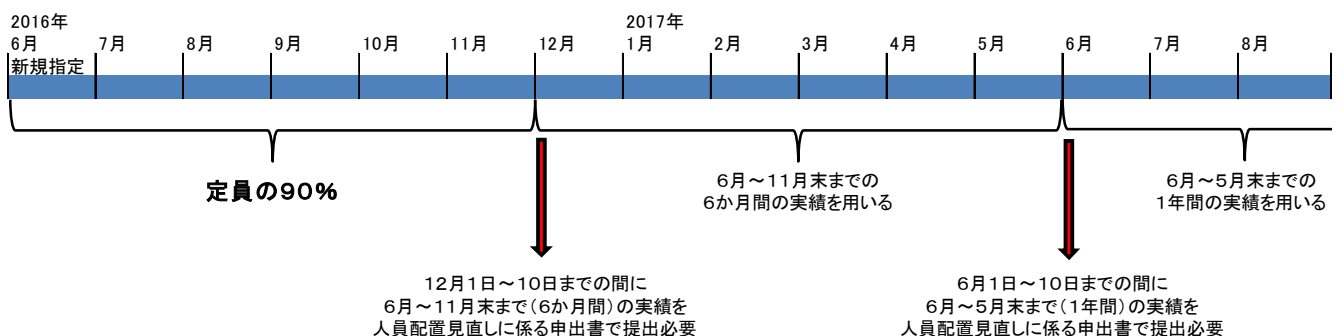 2016年
2017年
6月
7月
8月
9月
10月
11月
12月
1月
2月
3月
4月
5月
6月
7月
8月
新規指定
定員の90%
6月～11月末までの
6か月間の実績を用いる
6月～5月末までの
1年間の実績を用いる
12月1日～10日までの間に
6月～11月末まで(6か月間)の実績を
人員配置見直しに係る申出書で提出必要
6月1日～10日までの間に
6月～5月末まで(1年間)の実績を
人員配置見直しに係る申出書で提出必要